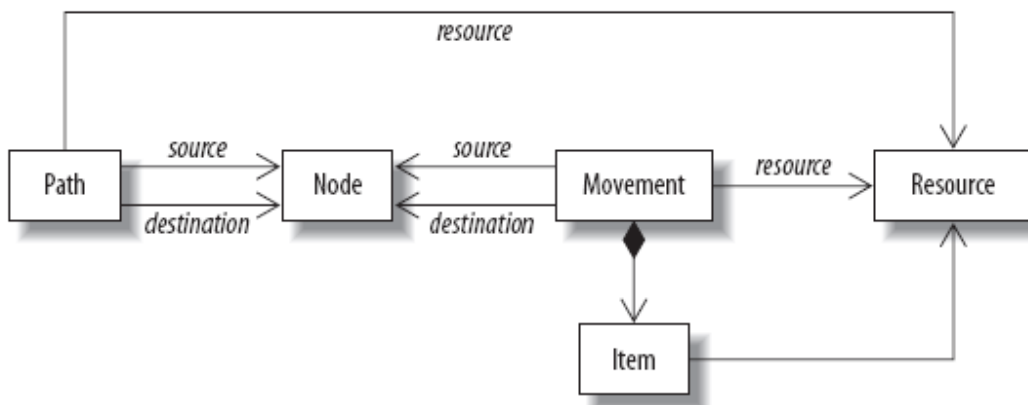 resource
source
source
Path
Node
Movement
resource
Resource
destination
destination
Item